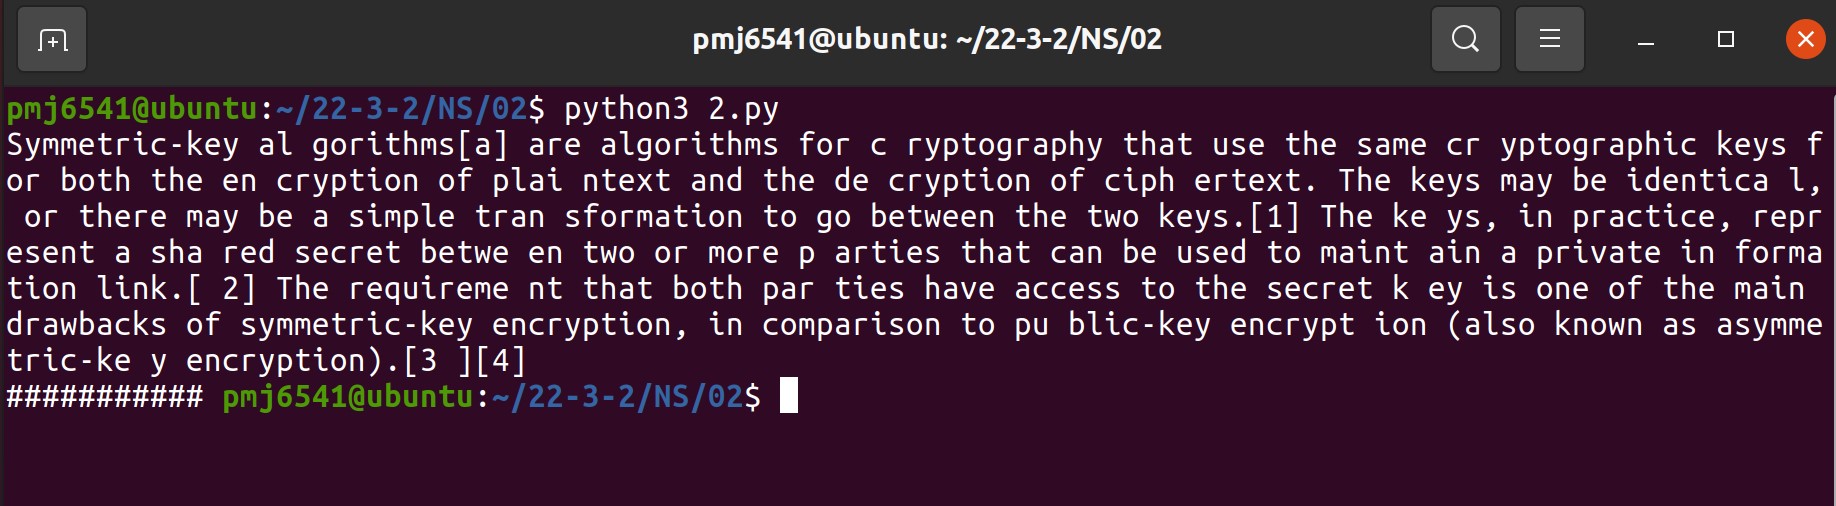 pmj6541@ubuntu: ~/22-3-2/NS/02
pmj6541@ubuntu:~/22-3-2/NS/02$ python3 2.py
Symmetric-key al gorithms[a] are algorithms for c ryptography that use the same cr yptographic keys f
or both the en cryption of plai ntext and the de cryption of ciph ertext. The keys may be identica l,
 or there may be a simple tran sformation to go between the two keys.[1] The ke ys, in practice, repr
esent a sha red secret betwe en two or more p arties that can be used to maint ain a private in forma
tion link.[ 2] The requireme nt that both par ties have access to the secret k ey is one of the main
drawbacks of symmetric-key encryption, in comparison to pu blic-key encrypt ion (also known as asymme
tric-ke y encryption).[3 ][4]
########### pmj6541@ubuntu:~/22-3-2/NS/02$